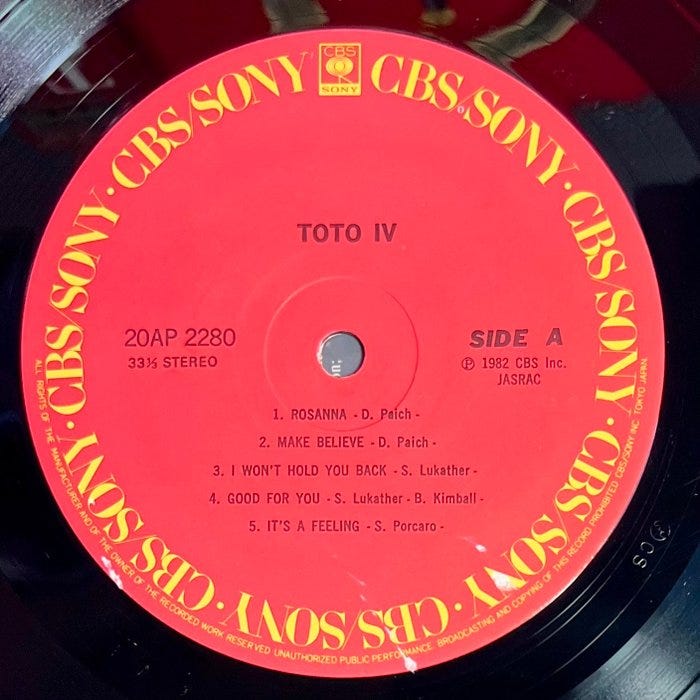 CBS
SONY
CBS/SONY · CBS/SONY · CBS/SONY · CBS/SONY · CBS/SONY · CBS/SONY · CBS/SONY · CBS/SONY
TOTO IV
20AP 2280
33⅓ STEREO
SIDE A
Ⓟ 1982 CBS Inc.
JASRAC
1. ROSANNA - D. Paich -
2. MAKE BELIEVE - D. Paich -
3. I WON'T HOLD YOU BACK - S. Lukather -
4. GOOD FOR YOU - S. Lukather - B. Kimball -
5. IT'S A FEELING - S. Porcaro -
ALL RIGHTS OF THE MANUFACTURER AND OF THE OWNER OF THE RECORDED WORK RESERVED UNAUTHORIZED PUBLIC PERFORMANCE, BROADCASTING AND COPYING OF THIS RECORD PROHIBITED CBS/SONY INC. TOKYO JAPAN.